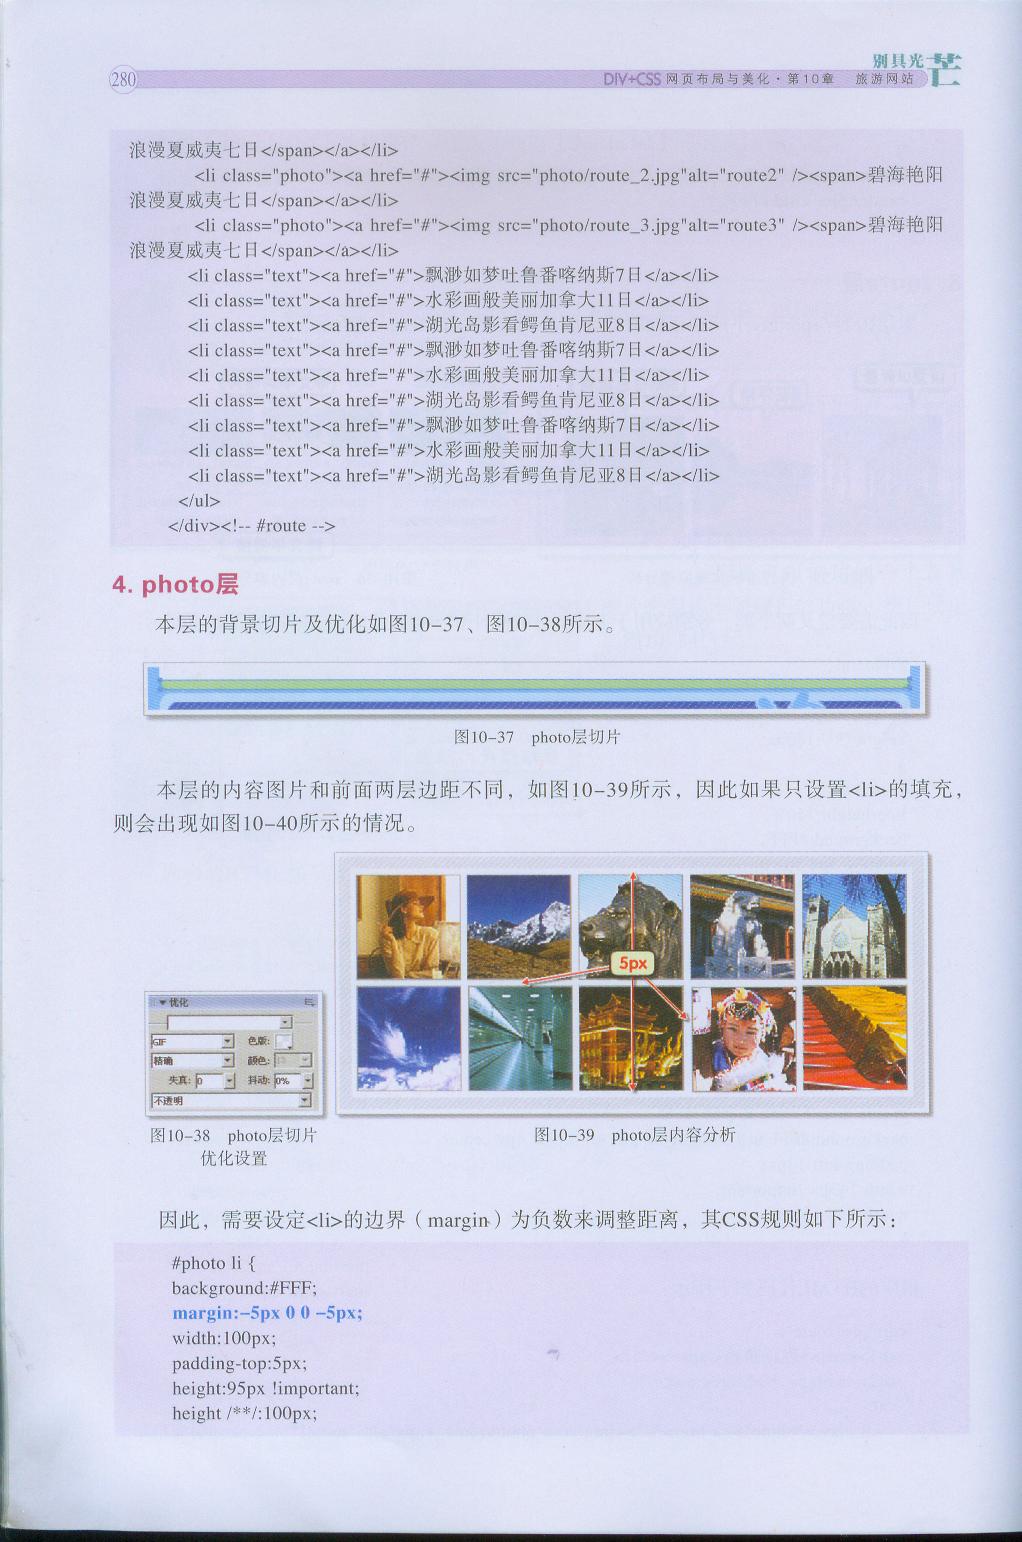 280
别具光芒
DIV+CSS 网页布局与美化·第10章 旅游网站
浪漫夏威夷七日</span></a></li>
<li class="photo"><a href="#"><img src="photo/route_2.jpg"alt="route2" /><span>碧海艳阳
浪漫夏威夷七日</span></a></li>
<li class="photo"><a href="#"><img src="photo/route_3.jpg"alt="route3" /><span>碧海艳阳
浪漫夏威夷七日</span></a></li>
<li class="text"><a href="#">飘渺如梦吐鲁番喀纳斯7日</a></li>
<li class="text"><a href="#">水彩画般美丽加拿大11日</a></li>
<li class="text"><a href="#">湖光岛影看鳄鱼肯尼亚8日</a></li>
<li class="text"><a href="#">飘渺如梦吐鲁番喀纳斯7日</a></li>
<li class="text"><a href="#">水彩画般美丽加拿大11日</a></li>
<li class="text"><a href="#">湖光岛影看鳄鱼肯尼亚8日</a></li>
<li class="text"><a href="#">飘渺如梦吐鲁番喀纳斯7日</a></li>
<li class="text"><a href="#">水彩画般美丽加拿大11日</a></li>
<li class="text"><a href="#">湖光岛影看鳄鱼肯尼亚8日</a></li>
</ul>
</div><!-- #route -->
4. photo层
本层的背景切片及优化如图10-37、图10-38所示。
图10-37 photo层切片
本层的内容图片和前面两层边距不同，如图10-39所示，因此如果只设置<li>的填充，
则会出现如图10-40所示的情况。
5px
优化
GIF 色版:
精确 颜色:
失真: 0 抖动: 0%
不透明
图10-38 photo层切片
优化设置
图10-39 photo层内容分析
因此，需要设定<li>的边界（margin）为负数来调整距离，其CSS规则如下所示：
#photo li {
background:#FFF;
margin:-5px 0 0 -5px;
width:100px;
padding-top:5px;
height:95px !important;
height /**/:100px;